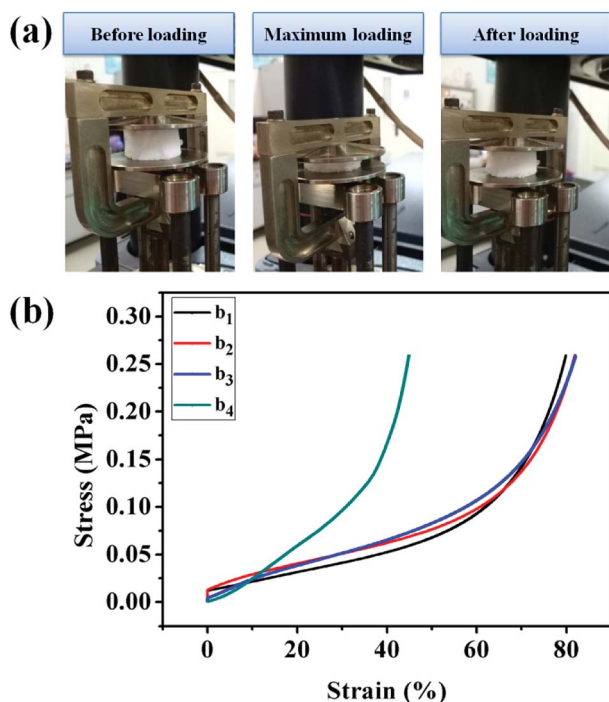 (a)
Before loading
Maximum loading
After loading
(b)
b1
b2
b3
b4
0.30
0.25
0.20
0.15
0.10
0.05
0.00
Stress (MPa)
0 20 40 60 80
Strain (%)